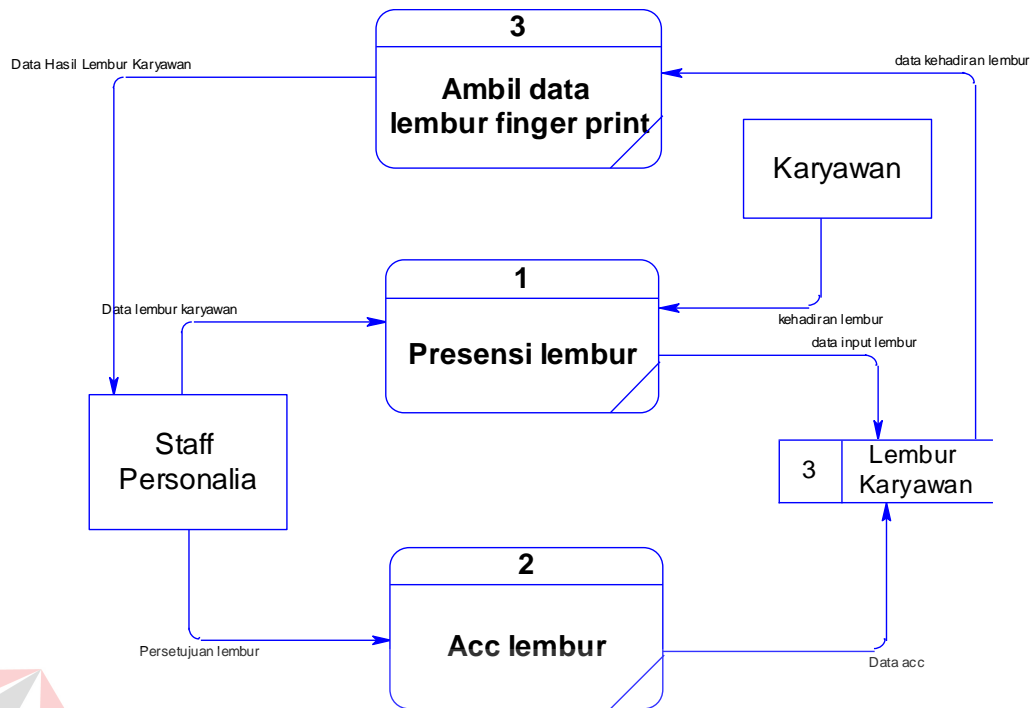 3
Data Hasil Lembur Karyawan
data kehadiran lembur
Ambil data
lembur finger print
Karyawan
1
Data lembur karyawan
kehadiran lembur
data input lembur
Presensi lembur
Staff
Personalia
3
Lembur
Karyawan
2
Acc lembur
Persetujuan lembur
Data acc